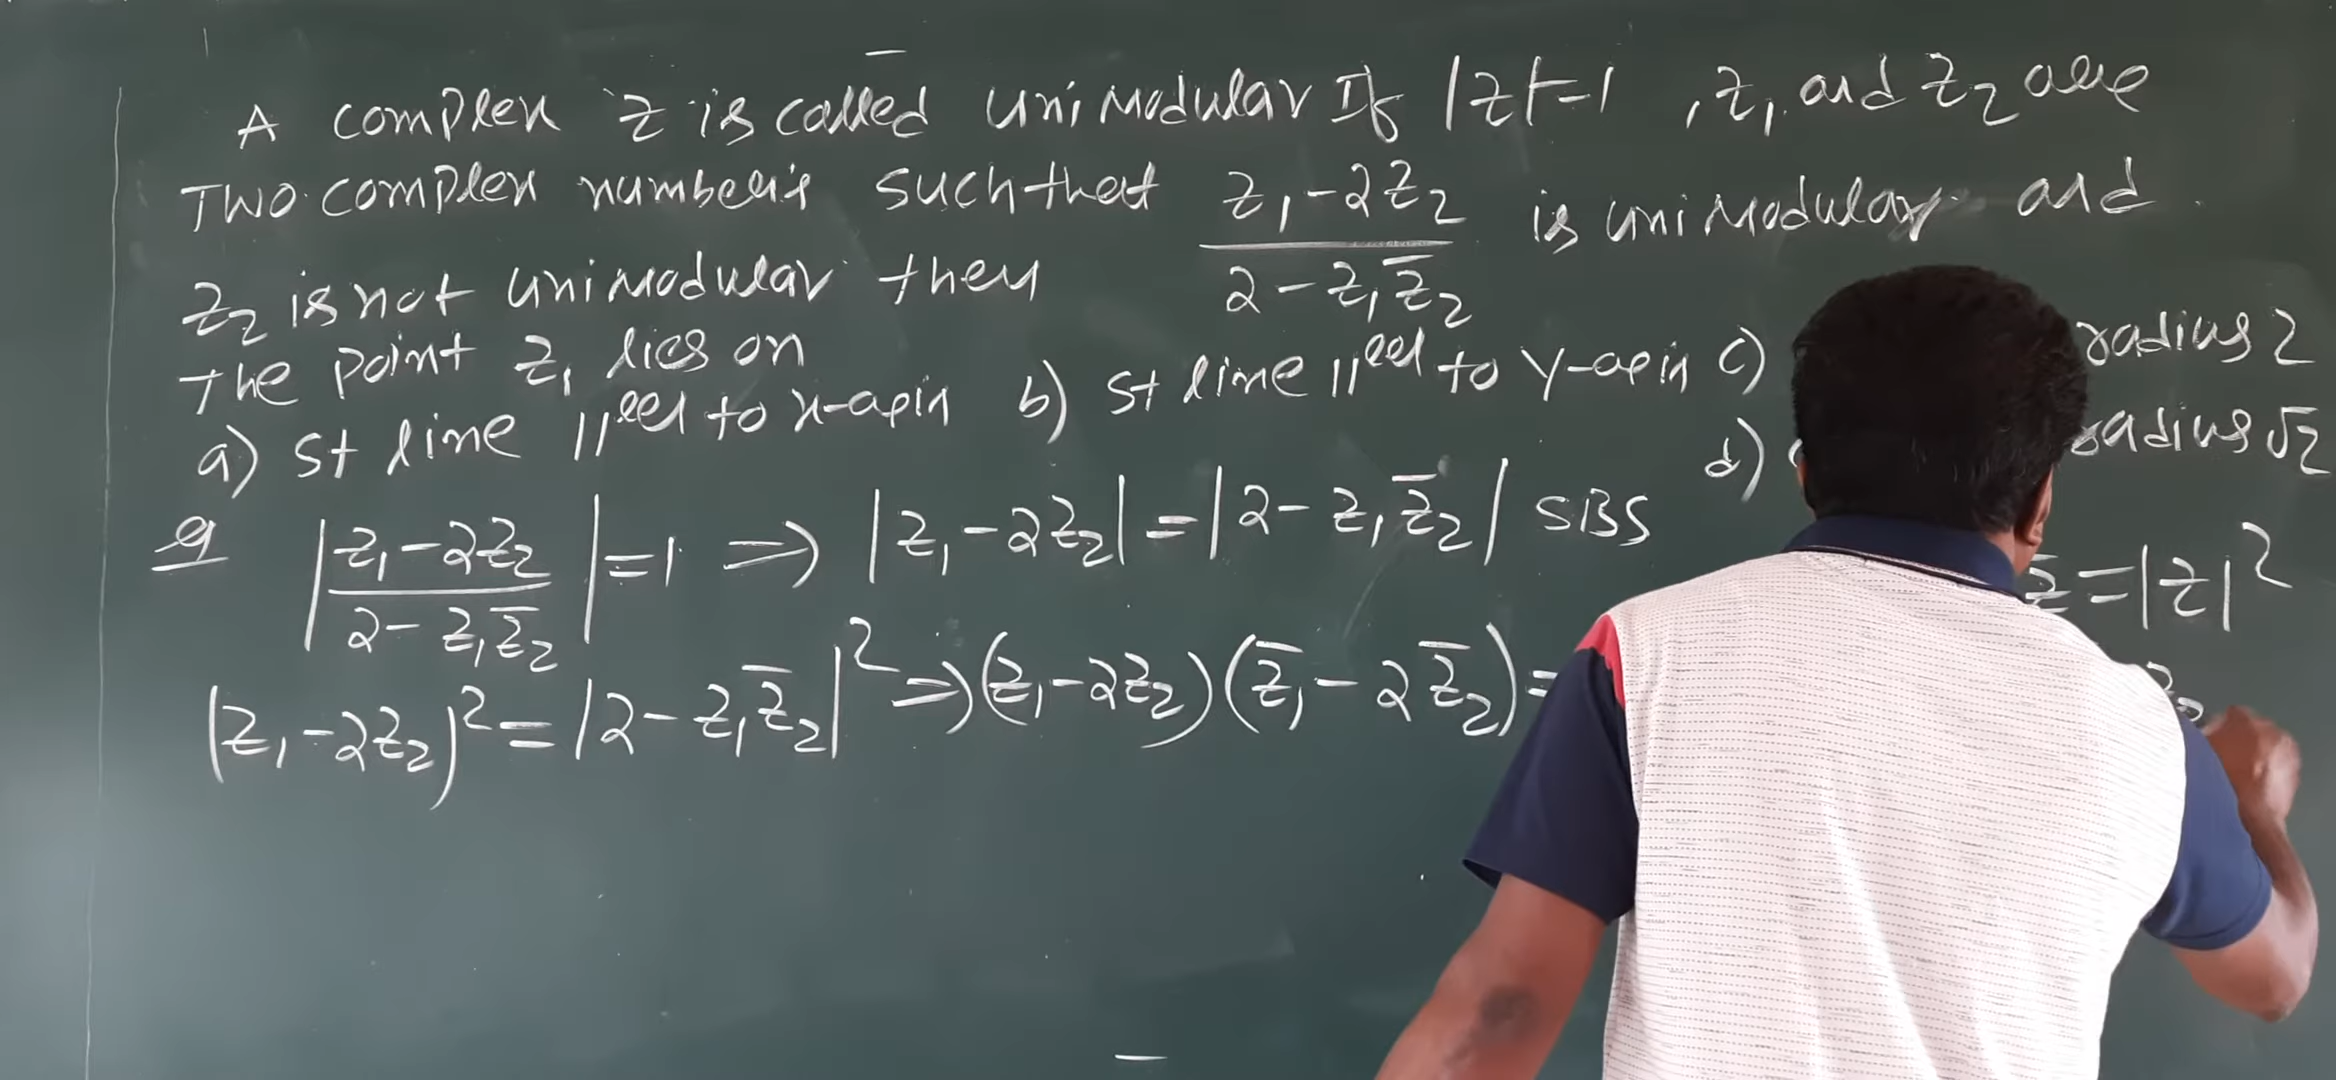 A complex z is called unimodular If |z|=1 , z₁ and z₂ are
Two complex numbers such that (z₁-2z₂)/(2-z₁z̄₂) is unimodular and
z₂ is not unimodular then
The point z₁ lies on
a) st line ||lel to x-axis b) st line ||lel to y-axis c) radius 2
d) radius √2
|(z₁-2z₂)/(2-z₁z̄₂)|=1 ⇒ |z₁-2z₂|=|2-z₁z̄₂| SBS z̄=|z|²
|z₁-2z₂|²=|2-z₁z̄₂|² ⇒(z₁-2z₂)(z̄₁-2z̄₂)=